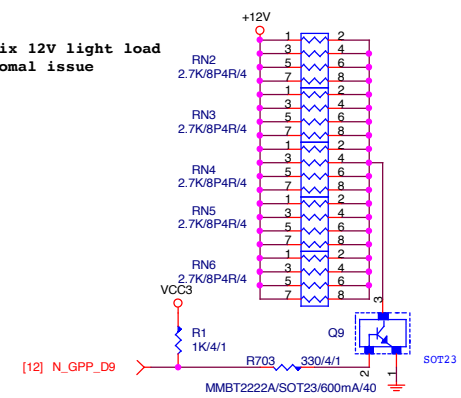 +12V
ix 12V light load
omal issue
1 2
3 4
RN2
5 6
2.7K/8P4R/4
7 8
1 2
3 4
RN3
5 6
2.7K/8P4R/4
7 8
1 2
3 4
RN4
5 6
2.7K/8P4R/4
7 8
1 2
RN5
3 4
2.7K/8P4R/4
5 6
7 8
1 2
RN6
3 4
2.7K/8P4R/4
5 6
VCC3
7 8
3
R1
1K/4/1
Q9
SOT23
[12] N_GPP_D9
R703 330/4/1
2 1
MMBT2222A/SOT23/600mA/40